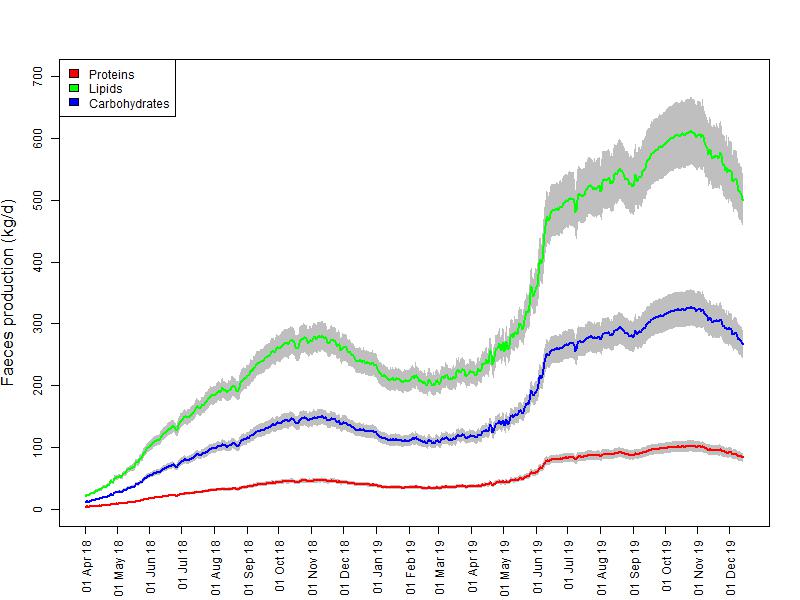 Proteins
Lipids
Carbohydrates
Faeces production (kg/d)
700
600
500
400
300
200
100
0
01 Apr 18
01 May 18
01 Jun 18
01 Jul 18
01 Aug 18
01 Sep 18
01 Oct 18
01 Nov 18
01 Dec 18
01 Jan 19
01 Feb 19
01 Mar 19
01 Apr 19
01 May 19
01 Jun 19
01 Jul 19
01 Aug 19
01 Sep 19
01 Oct 19
01 Nov 19
01 Dec 19